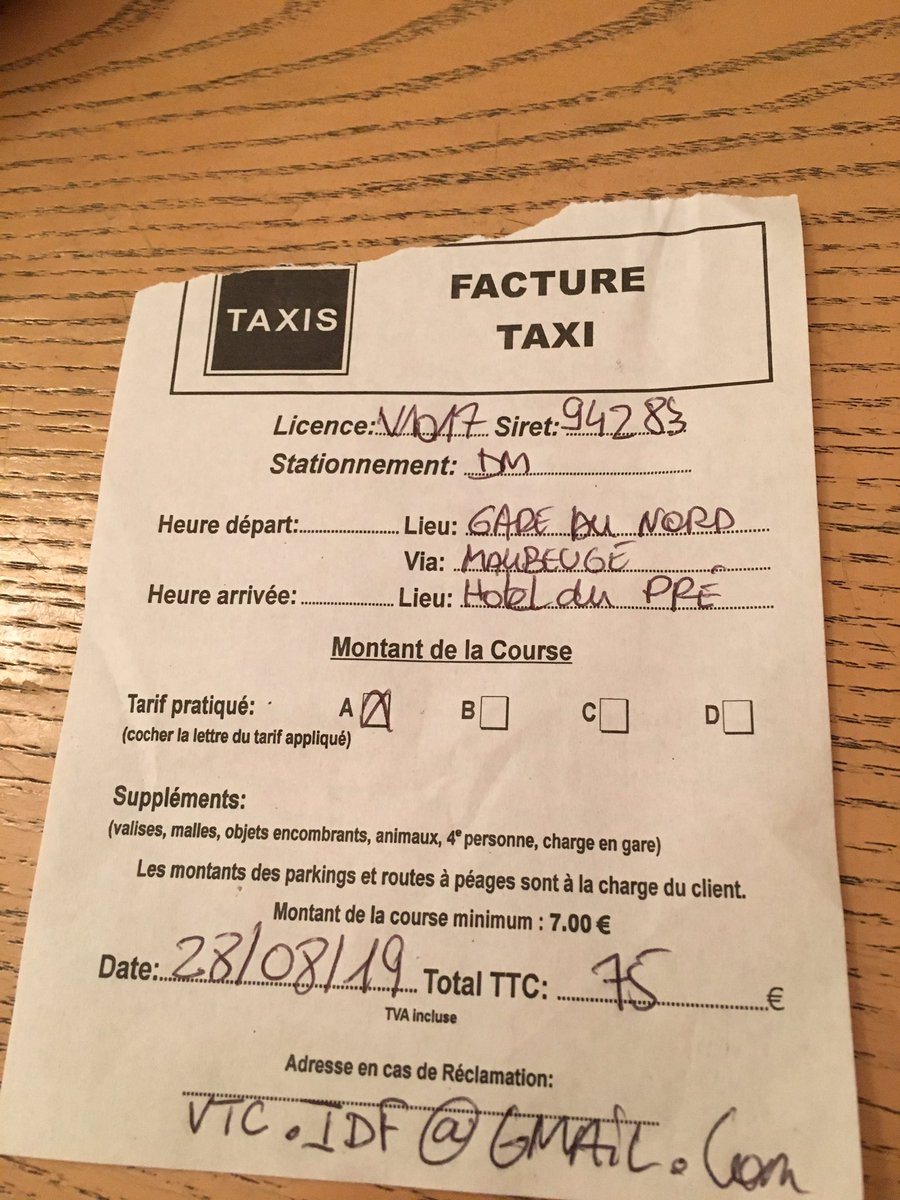 TAXIS
FACTURE
TAXI
Licence: V1017 Siret: 94283
Stationnement: DM
Heure départ: Lieu: GARE DU NORD
Via: MAUBEUGE
Heure arrivée: Lieu: Hotel du PRÉ
Montant de la Course
Tarif pratiqué: A B C D
(cocher la lettre du tarif appliqué)
Suppléments:
(valises, malles, objets encombrants, animaux, 4e personne, charge en gare)
Les montants des parkings et routes à péages sont à la charge du client.
Montant de la course minimum : 7.00 €
Date: 28/08/19 Total TTC: 75 €
TVA incluse
Adresse en cas de Réclamation:
VTC.IDF@GMAIL.Com